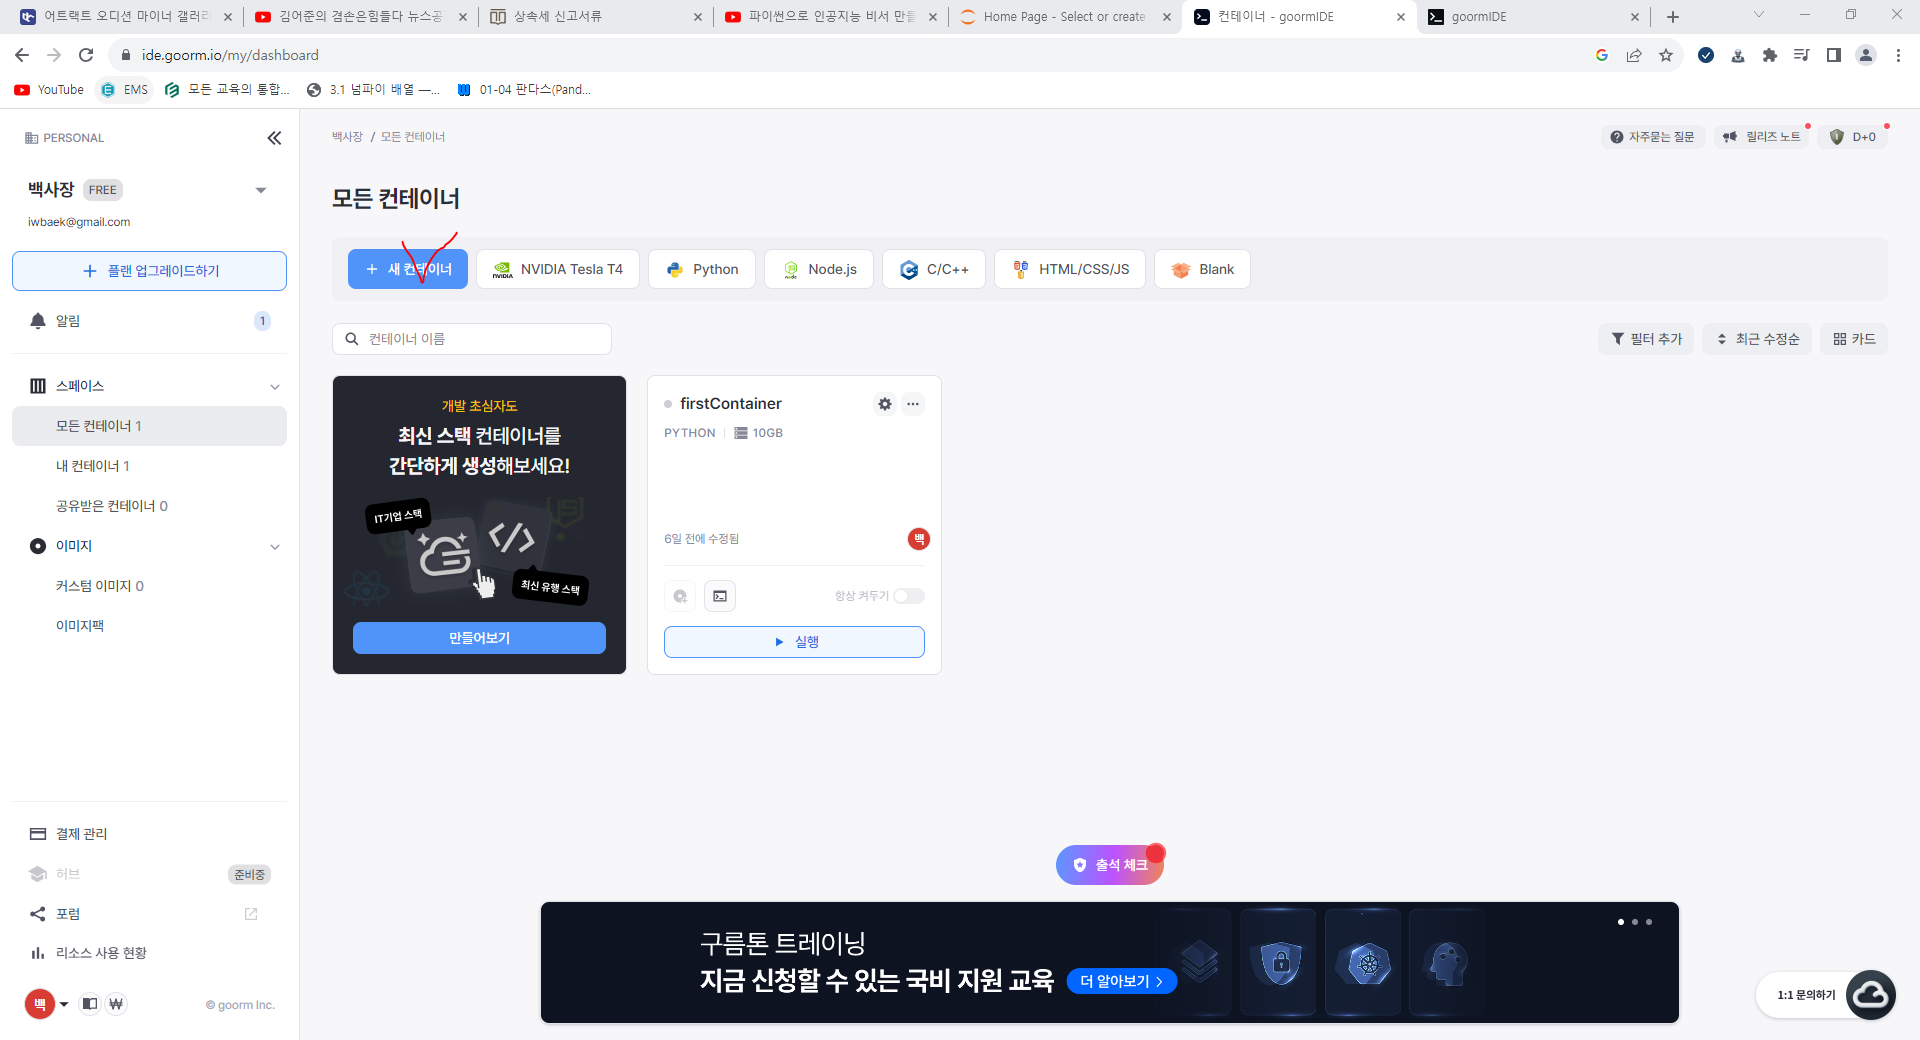 어트랙트 오디션 마이너 갤러리
김어준의 겸손은힘들다 뉴스공
상속세 신고서류
파이썬으로 인공지능 비서 만들
Home Page - Select or create
컨테이너 - goormIDE
goormIDE
ide.goorm.io/my/dashboard
YouTube
EMS
모든 교육의 통합...
3.1 넘파이 배열 —...
01-04 판다스(Pand...
PERSONAL
백사장 / 모든 컨테이너
자주묻는 질문
릴리즈 노트
D+0
백사장 FREE
iwbaek@gmail.com
모든 컨테이너
+ 플랜 업그레이드하기
+ 새 컨테이너
NVIDIA Tesla T4
Python
Node.js
C/C++
HTML/CSS/JS
Blank
알림 1
컨테이너 이름
필터 추가
최근 수정순
카드
스페이스
모든 컨테이너 1
내 컨테이너 1
공유받은 컨테이너 0
이미지
커스텀 이미지 0
이미지팩
개발 초심자도
최신 스택 컨테이너를
간단하게 생성해보세요!
IT기업 스택
최신 유행 스택
만들어보기
firstContainer
PYTHON | 10GB
6일 전에 수정됨
백
항상 켜두기
실행
결제 관리
허브 준비중
포럼
리소스 사용 현황
백
© goorm Inc.
출석 체크
구름톤 트레이닝
지금 신청할 수 있는 국비 지원 교육 더 알아보기 >
1:1 문의하기